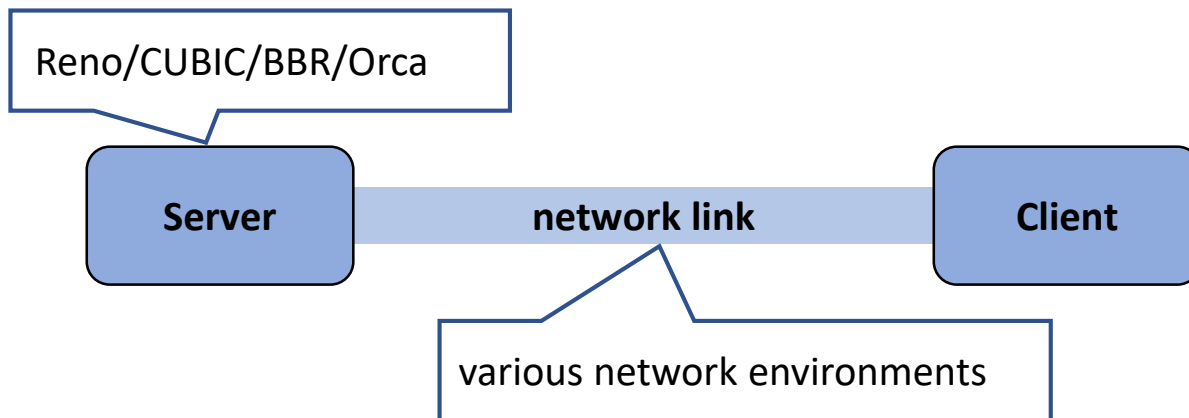 Reno/CUBIC/BBR/Orca
Server
network link
Client
various network environments